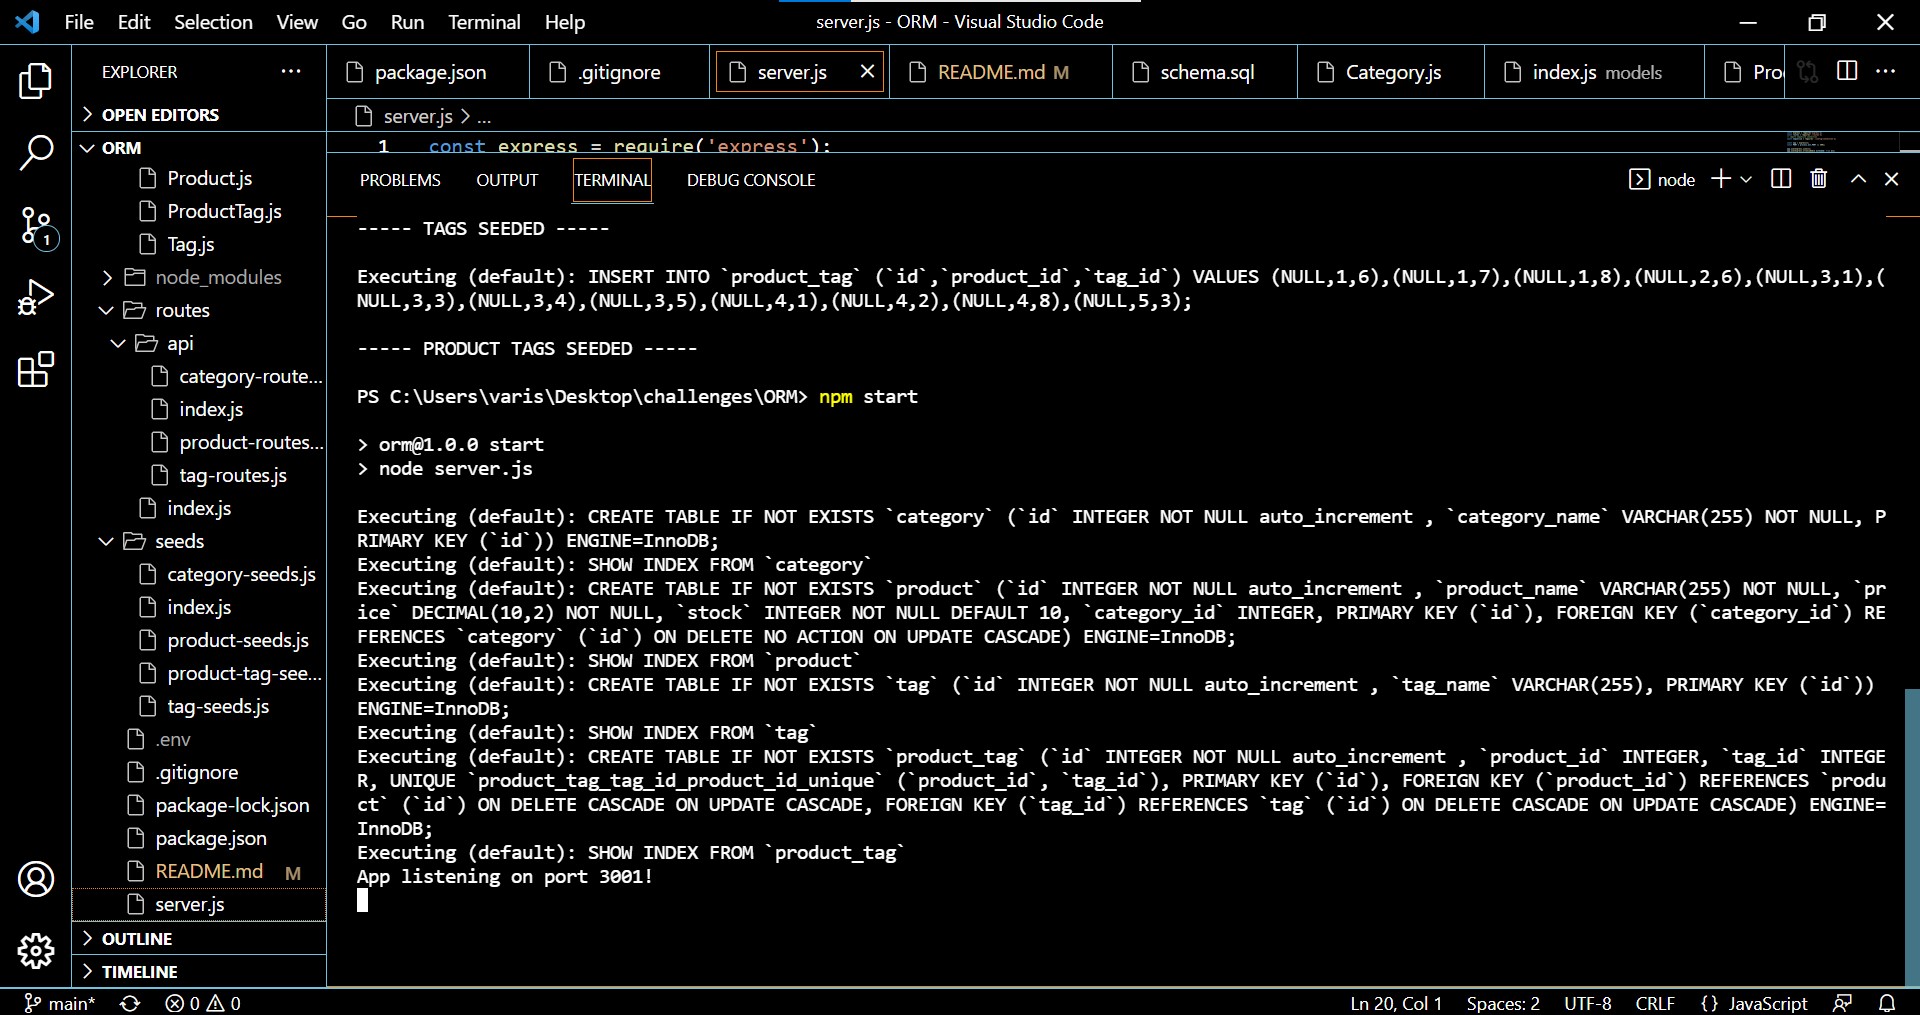 File Edit Selection View Go Run Terminal Help
server.js - ORM - Visual Studio Code
EXPLORER
OPEN EDITORS
ORM
Product.js
ProductTag.js
Tag.js
node_modules
routes
api
category-route...
index.js
product-routes...
tag-routes.js
index.js
seeds
category-seeds.js
index.js
product-seeds.js
product-tag-see...
tag-seeds.js
.env
.gitignore
package-lock.json
package.json
README.md M
server.js
OUTLINE
TIMELINE
1
package.json .gitignore server.js README.md M schema.sql Category.js index.js models Pro
server.js > ...
1 const express = require('express');
PROBLEMS OUTPUT TERMINAL DEBUG CONSOLE
node
----- TAGS SEEDED -----
Executing (default): INSERT INTO `product_tag` (`id`,`product_id`,`tag_id`) VALUES (NULL,1,6),(NULL,1,7),(NULL,1,8),(NULL,2,6),(NULL,3,1),(
NULL,3,3),(NULL,3,4),(NULL,3,5),(NULL,4,1),(NULL,4,2),(NULL,4,8),(NULL,5,3);
----- PRODUCT TAGS SEEDED -----
PS C:\Users\varis\Desktop\challenges\ORM> npm start
> orm@1.0.0 start
> node server.js
Executing (default): CREATE TABLE IF NOT EXISTS `category` (`id` INTEGER NOT NULL auto_increment , `category_name` VARCHAR(255) NOT NULL, P
RIMARY KEY (`id`)) ENGINE=InnoDB;
Executing (default): SHOW INDEX FROM `category`
Executing (default): CREATE TABLE IF NOT EXISTS `product` (`id` INTEGER NOT NULL auto_increment , `product_name` VARCHAR(255) NOT NULL, `pr
ice` DECIMAL(10,2) NOT NULL, `stock` INTEGER NOT NULL DEFAULT 10, `category_id` INTEGER, PRIMARY KEY (`id`), FOREIGN KEY (`category_id`) RE
FERENCES `category` (`id`) ON DELETE NO ACTION ON UPDATE CASCADE) ENGINE=InnoDB;
Executing (default): SHOW INDEX FROM `product`
Executing (default): CREATE TABLE IF NOT EXISTS `tag` (`id` INTEGER NOT NULL auto_increment , `tag_name` VARCHAR(255), PRIMARY KEY (`id`))
ENGINE=InnoDB;
Executing (default): SHOW INDEX FROM `tag`
Executing (default): CREATE TABLE IF NOT EXISTS `product_tag` (`id` INTEGER NOT NULL auto_increment , `product_id` INTEGER, `tag_id` INTEGE
R, UNIQUE `product_tag_tag_id_product_id_unique` (`product_id`, `tag_id`), PRIMARY KEY (`id`), FOREIGN KEY (`product_id`) REFERENCES `produ
ct` (`id`) ON DELETE CASCADE ON UPDATE CASCADE, FOREIGN KEY (`tag_id`) REFERENCES `tag` (`id`) ON DELETE CASCADE ON UPDATE CASCADE) ENGINE=
InnoDB;
Executing (default): SHOW INDEX FROM `product_tag`
App listening on port 3001!
main* 0 0
Ln 20, Col 1 Spaces: 2 UTF-8 CRLF {} JavaScript